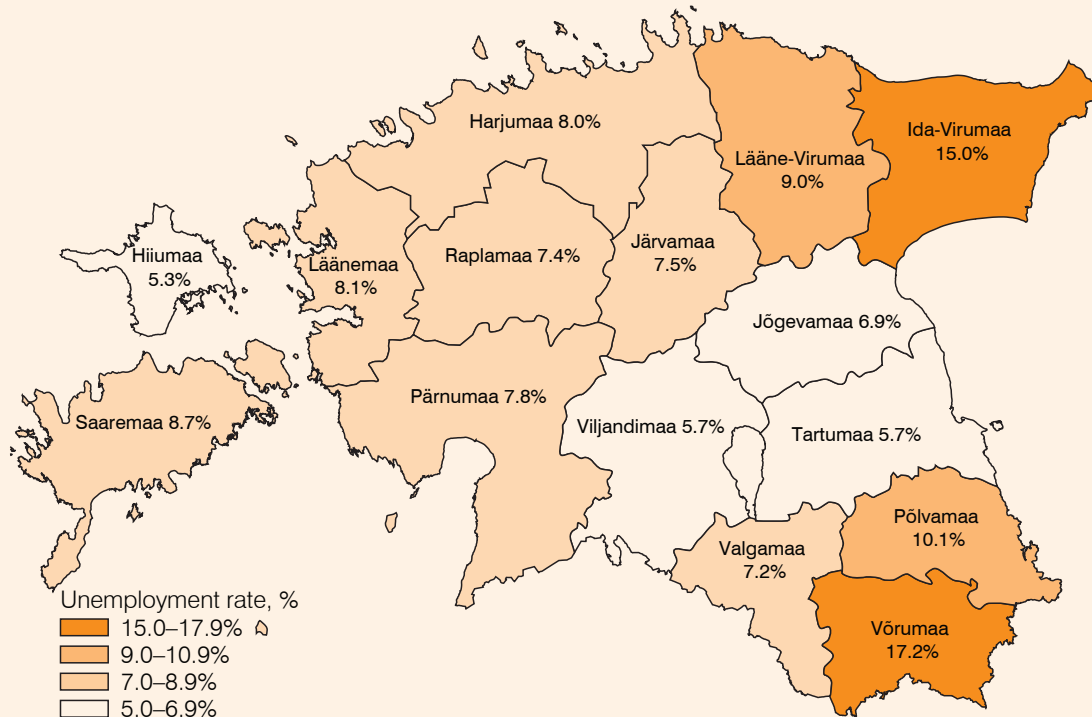 Harjumaa 8.0%
Ida-Virumaa
15.0%
Lääne-Virumaa
9.0%
Hiiumaa
5.3%
Läänemaa
8.1%
Raplamaa 7.4%
Järvamaa
7.5%
Jõgevamaa 6.9%
Saaremaa 8.7%
Pärnumaa 7.8%
Viljandimaa 5.7%
Tartumaa 5.7%
Põlvamaa
10.1%
Valgamaa
7.2%
Võrumaa
17.2%
Unemployment rate, %
15.0–17.9%
9.0–10.9%
7.0–8.9%
5.0–6.9%